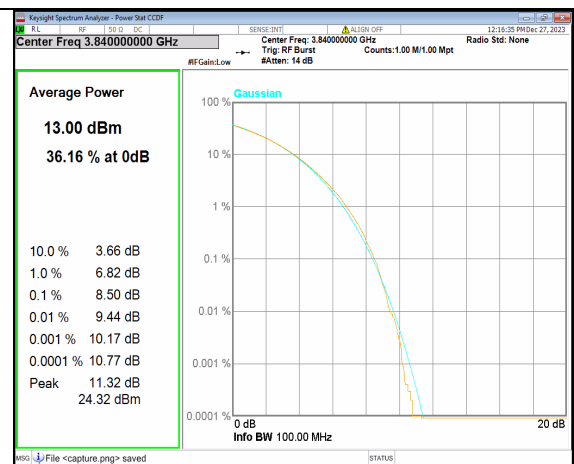 Keysight Spectrum Analyzer - Power Stat CCDF
RL RF 50 Ω DC SENSE:INT ALIGN OFF 12:16:35 PM Dec 27, 2023
Center Freq 3.840000000 GHz
Center Freq: 3.840000000 GHz
Radio Std: None
Trig: RF Burst
Counts:1.00 M/1.00 Mpt
#IFGain:Low
#Atten: 14 dB
Average Power
13.00 dBm
36.16 % at 0dB
10.0 % 3.66 dB
1.0 % 6.82 dB
0.1 % 8.50 dB
0.01 % 9.44 dB
0.001 % 10.17 dB
0.0001 % 10.77 dB
Peak 11.32 dB
24.32 dBm
Gaussian
100 %
10 %
1 %
0.1 %
0.01 %
0.001 %
0.0001 %
0 dB
20 dB
Info BW 100.00 MHz
MSG File <capture.png> saved
STATUS